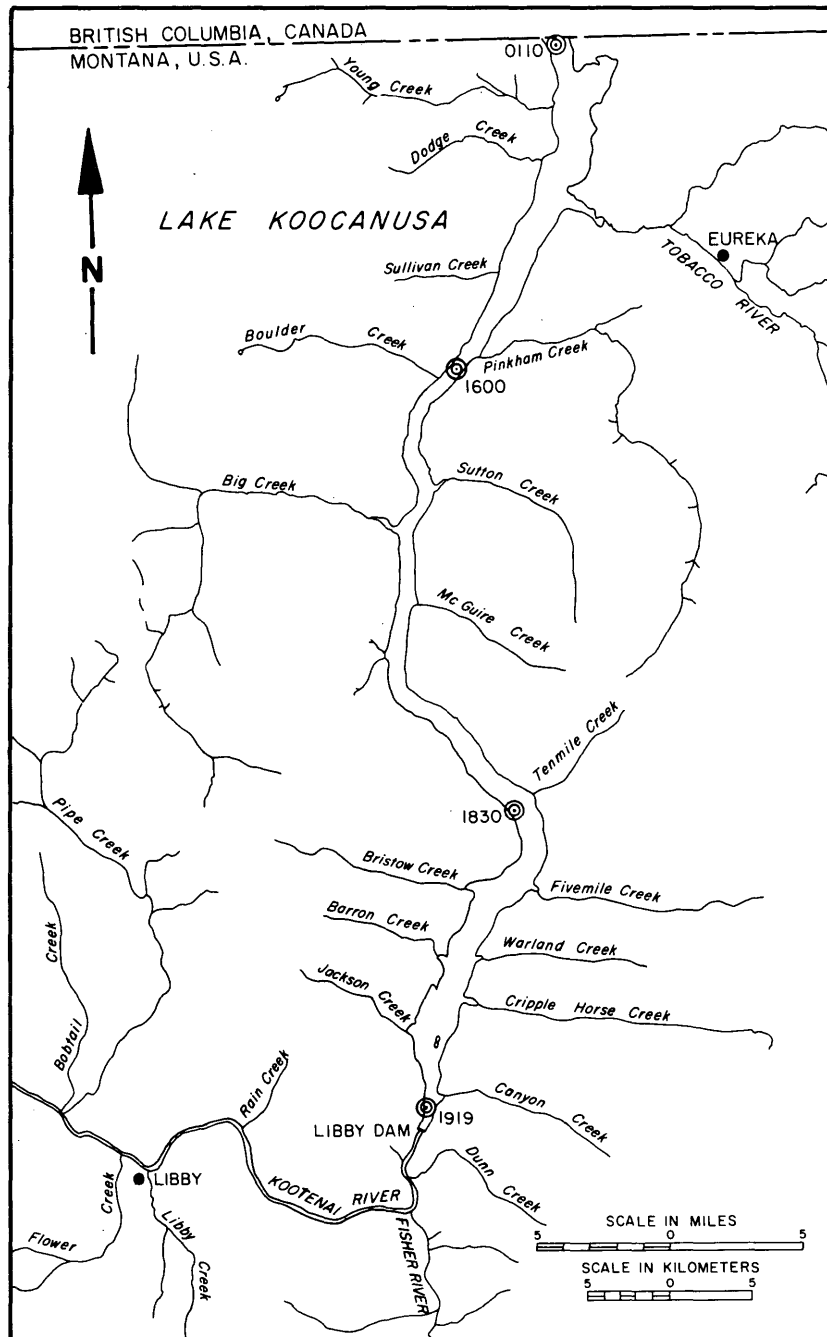 BRITISH COLUMBIA, CANADA
MONTANA, U.S.A.
0110
Young Creek
Dodge Creek
LAKE KOOCANUSA
N
EUREKA
TOBACCO RIVER
Sullivan Creek
Boulder Creek
Pinkham Creek
1600
Big Creek
Sutton Creek
Mc Guire Creek
Tenmile Creek
1830
Pipe Creek
Bristow Creek
Fivemile Creek
Barron Creek
Warland Creek
Jackson Creek
Cripple Horse Creek
Bobtail Creek
Rain Creek
Canyon Creek
1919
LIBBY DAM
Dunn Creek
LIBBY
KOOTENAI RIVER
Flower Creek
Libby Creek
FISHER RIVER
SCALE IN MILES
5 0 5
SCALE IN KILOMETERS
5 0 5